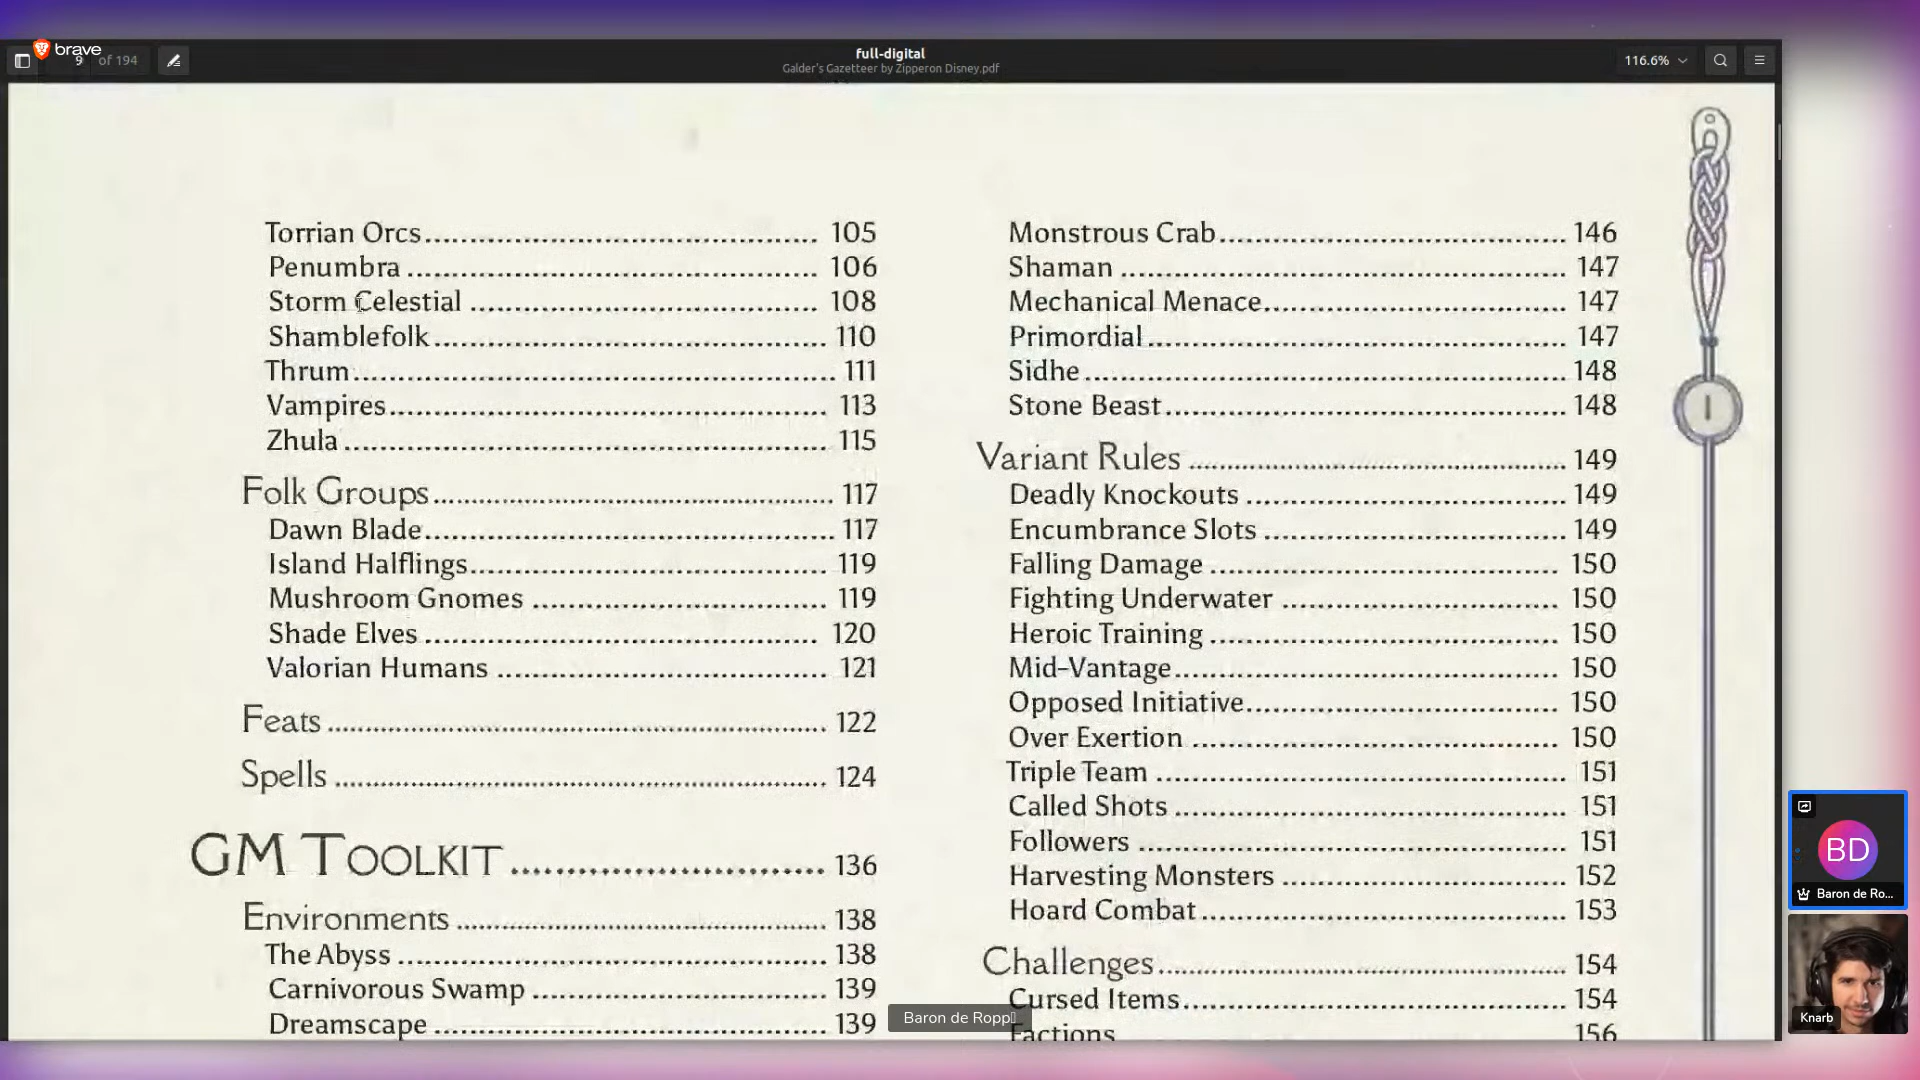 brave
9 of 194
full-digital
Galder's Gazetteer by Zipperon Disney.pdf
116.6%
Torrian Orcs.......... 105
Penumbra .......... 106
Storm Celestial .......... 108
Shamblefolk.......... 110
Thrum.......... 111
Vampires.......... 113
Zhula .......... 115
Folk Groups.......... 117
Dawn Blade.......... 117
Island Halflings.......... 119
Mushroom Gnomes .......... 119
Shade Elves .......... 120
Valorian Humans .......... 121
Feats .......... 122
Spells .......... 124
GM Toolkit .......... 136
Environments .......... 138
The Abyss .......... 138
Carnivorous Swamp .......... 139
Dreamscape .......... 139
Monstrous Crab.......... 146
Shaman .......... 147
Mechanical Menace.......... 147
Primordial.......... 147
Sidhe .......... 148
Stone Beast.......... 148
Variant Rules .......... 149
Deadly Knockouts .......... 149
Encumbrance Slots .......... 149
Falling Damage .......... 150
Fighting Underwater .......... 150
Heroic Training .......... 150
Mid-Vantage.......... 150
Opposed Initiative.......... 150
Over Exertion .......... 150
Triple Team .......... 151
Called Shots .......... 151
Followers .......... 151
Harvesting Monsters .......... 152
Hoard Combat .......... 153
Challenges.......... 154
Cursed Items.......... 154
Factions .......... 156
I
BD
Baron de Ro...
Knarb
Baron de Ropp